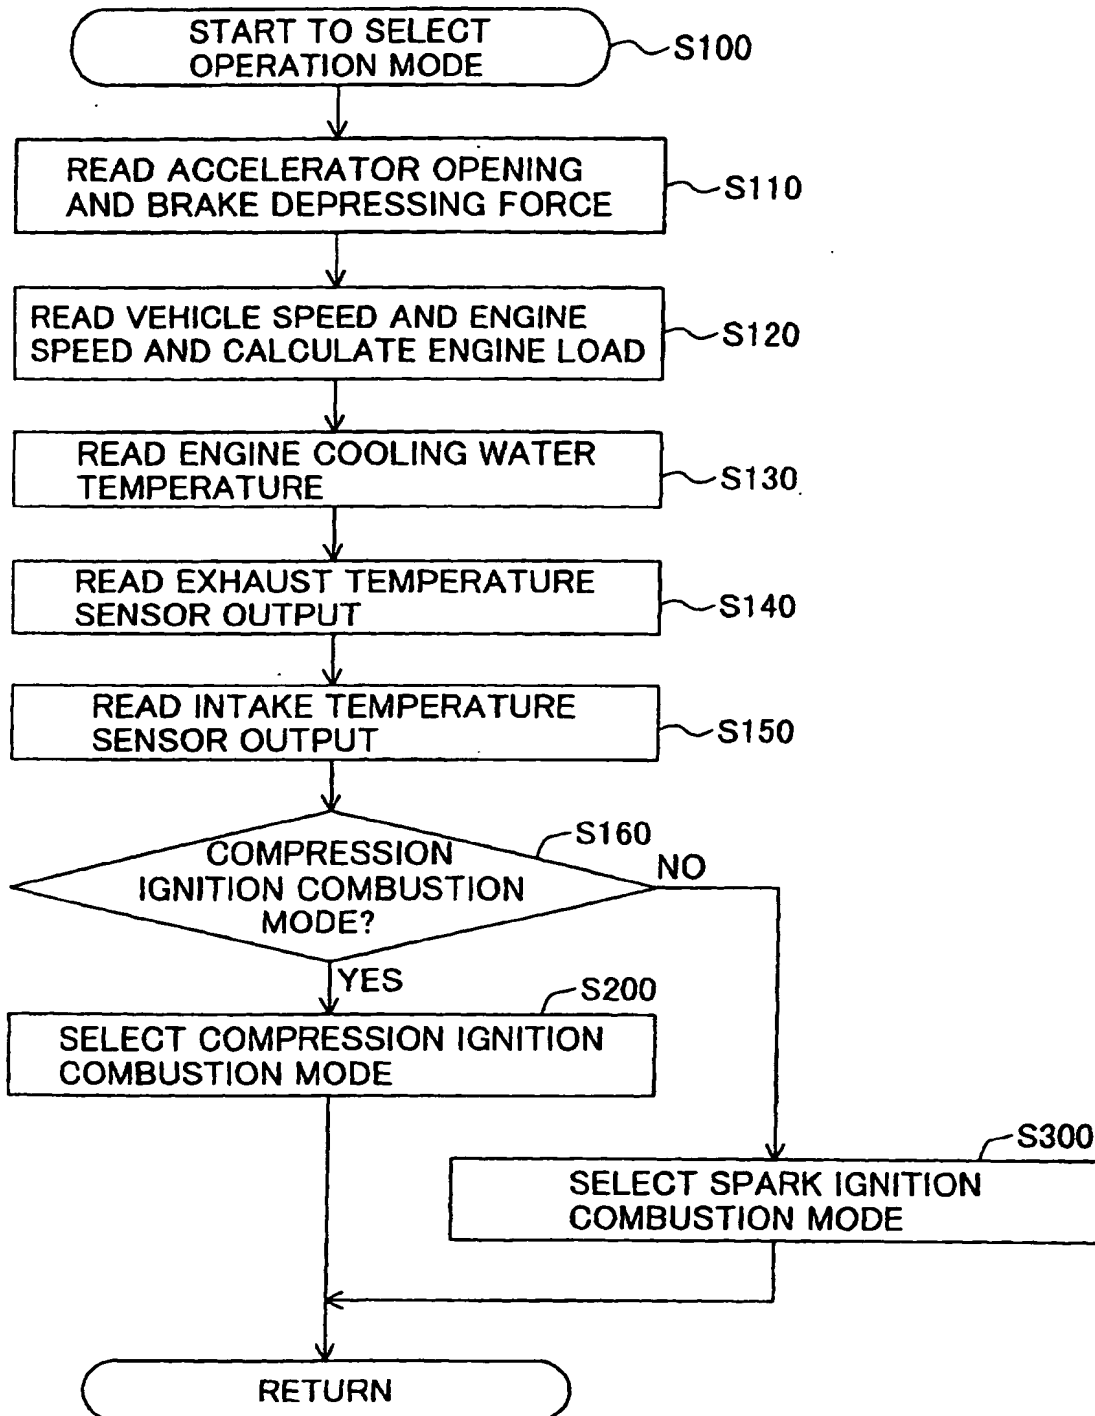 START TO SELECT
OPERATION MODE
S100
READ ACCELERATOR OPENING
AND BRAKE DEPRESSING FORCE
S110
READ VEHICLE SPEED AND ENGINE
SPEED AND CALCULATE ENGINE LOAD
S120
READ ENGINE COOLING WATER
TEMPERATURE
S130
READ EXHAUST TEMPERATURE
SENSOR OUTPUT
S140
READ INTAKE TEMPERATURE
SENSOR OUTPUT
S150
S160
COMPRESSION
IGNITION COMBUSTION
MODE?
NO
YES
S200
SELECT COMPRESSION IGNITION
COMBUSTION MODE
S300
SELECT SPARK IGNITION
COMBUSTION MODE
RETURN